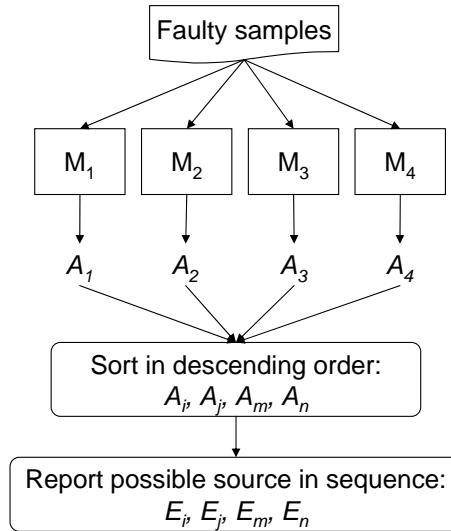 Faulty samples
M₁ M₂ M₃ M₄
A₁ A₂ A₃ A₄
Sort in descending order:
Aᵢ, Aⱼ, Aₘ, Aₙ
Report possible source in sequence:
Eᵢ, Eⱼ, Eₘ, Eₙ